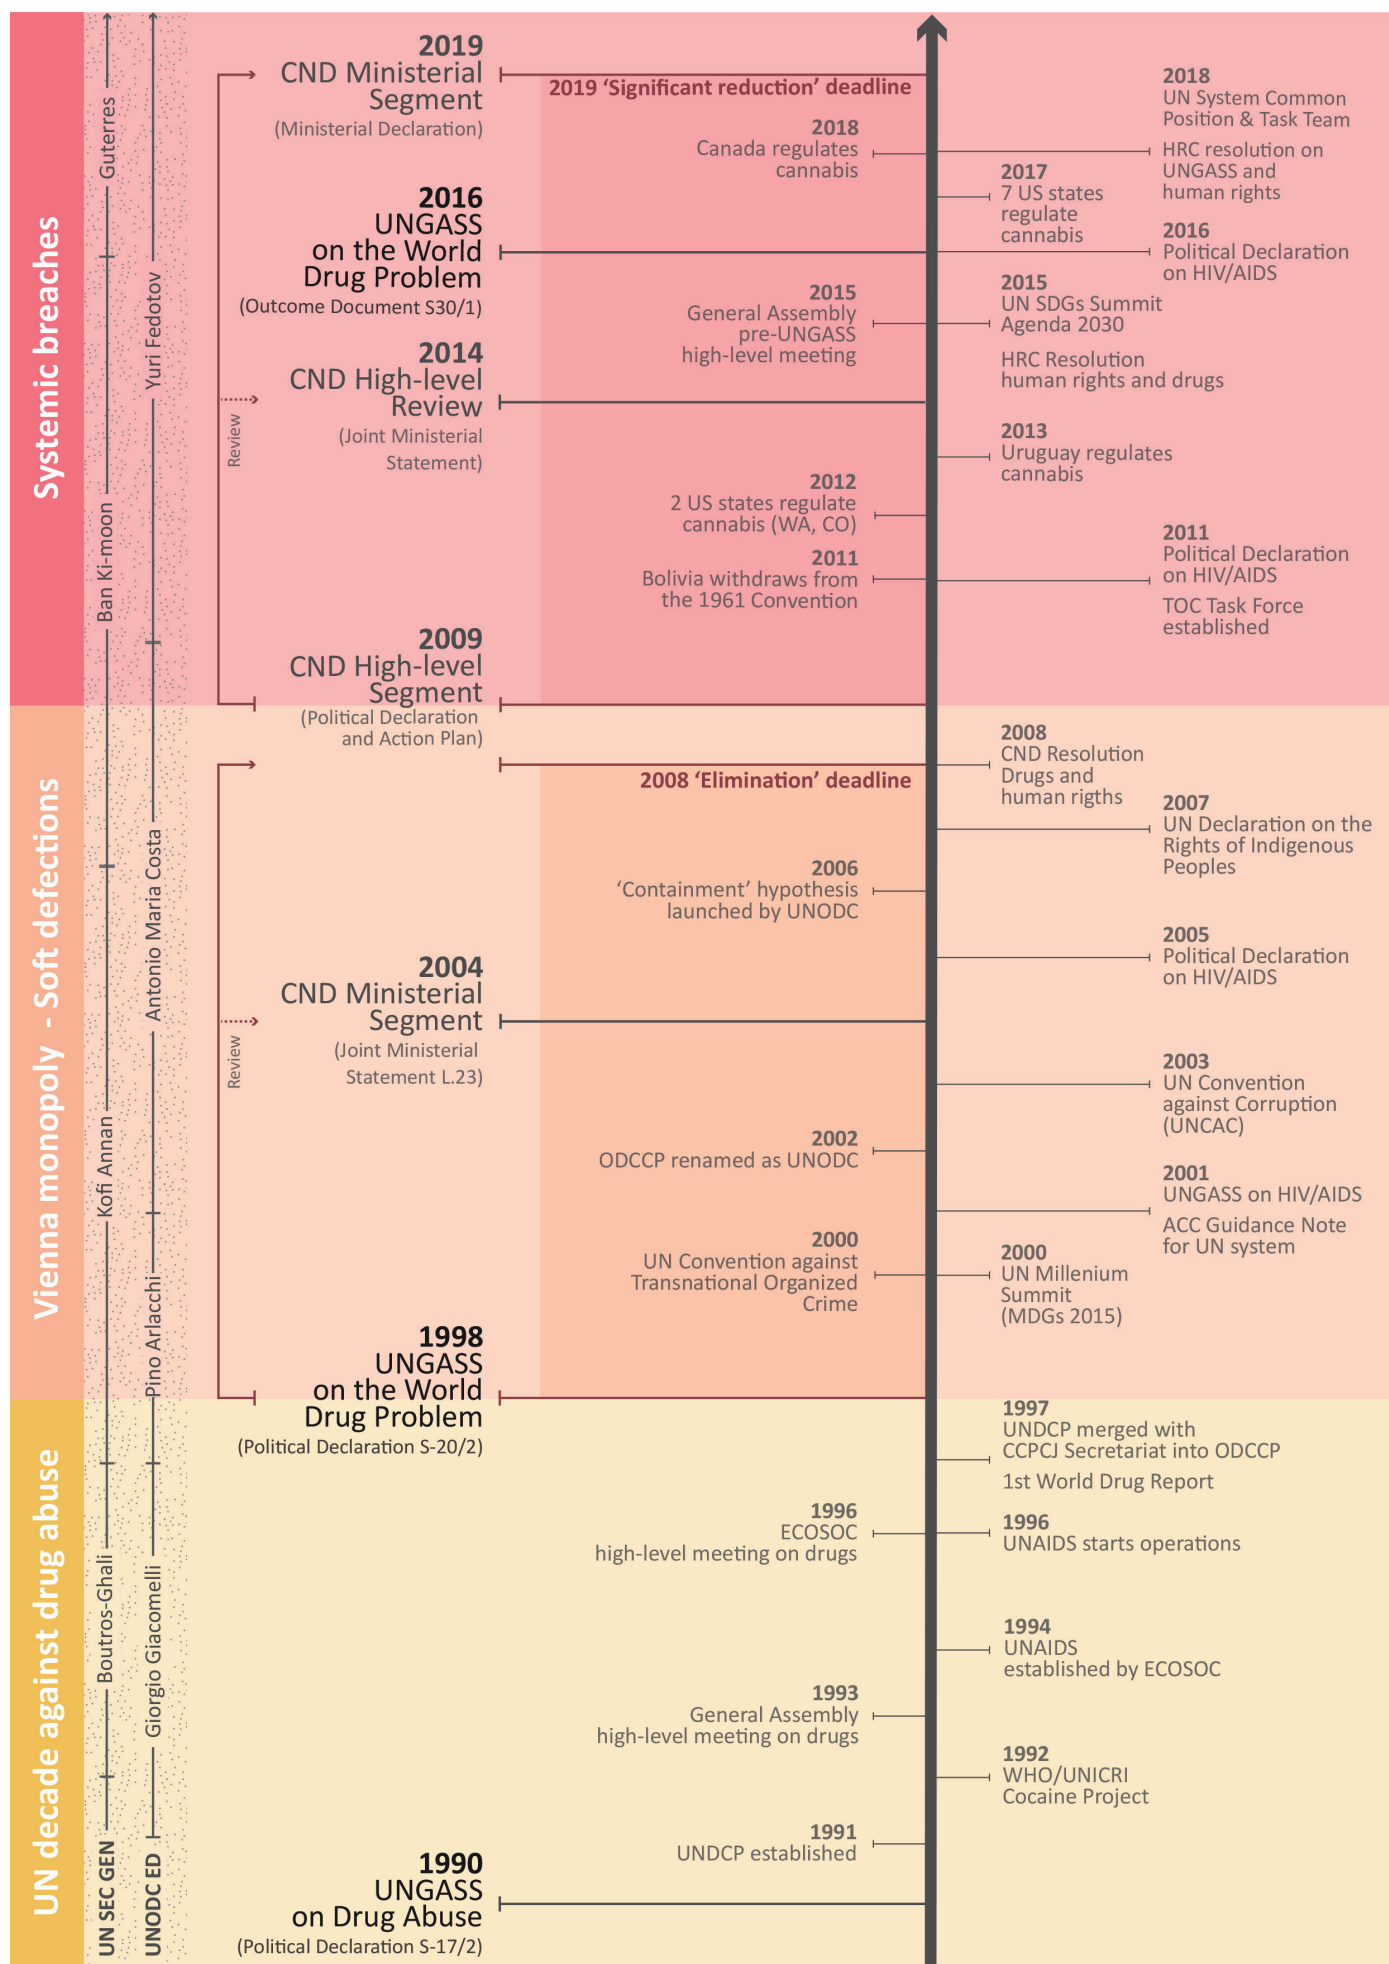 Systemic breaches
Vienna monopoly - Soft defections
UN decade against drug abuse
Guterres
Ban Ki-moon
Kofi Annan
Boutros-Ghali
UN SEC GEN
Yuri Fedotov
Antonio Maria Costa
Pino Arlacchi
Giorgio Giacomelli
UNODC ED
2019
CND Ministerial
Segment
(Ministerial Declaration)
2016
UNGASS
on the World
Drug Problem
(Outcome Document S30/1)
2014
CND High-level
Review
(Joint Ministerial
Statement)
Review
2009
CND High-level
Segment
(Political Declaration
and Action Plan)
2004
CND Ministerial
Segment
(Joint Ministerial
Statement L.23)
Review
1998
UNGASS
on the World
Drug Problem
(Political Declaration S-20/2)
1990
UNGASS
on Drug Abuse
(Political Declaration S-17/2)
2019 ‘Significant reduction’ deadline
2018
Canada regulates
cannabis
2015
General Assembly
pre-UNGASS
high-level meeting
2012
2 US states regulate
cannabis (WA, CO)
2011
Bolivia withdraws from
the 1961 Convention
2008 ‘Elimination’ deadline
2006
‘Containment’ hypothesis
launched by UNODC
2002
ODCCP renamed as UNODC
2000
UN Convention against
Transnational Organized
Crime
1996
ECOSOC
high-level meeting on drugs
1993
General Assembly
high-level meeting on drugs
1991
UNDCP established
2018
UN System Common
Position & Task Team
HRC resolution on
UNGASS and
human rights
2017
7 US states
regulate
cannabis
2016
Political Declaration
on HIV/AIDS
2015
UN SDGs Summit
Agenda 2030
HRC Resolution
human rights and drugs
2013
Uruguay regulates
cannabis
2011
Political Declaration
on HIV/AIDS
TOC Task Force
established
2008
CND Resolution
Drugs and
human rigths
2007
UN Declaration on the
Rights of Indigenous
Peoples
2005
Political Declaration
on HIV/AIDS
2003
UN Convention
against Corruption
(UNCAC)
2001
UNGASS on HIV/AIDS
ACC Guidance Note
for UN system
2000
UN Millenium
Summit
(MDGs 2015)
1997
UNDCP merged with
CCPCJ Secretariat into ODCCP
1st World Drug Report
1996
UNAIDS starts operations
1994
UNAIDS
established by ECOSOC
1992
WHO/UNICRI
Cocaine Project